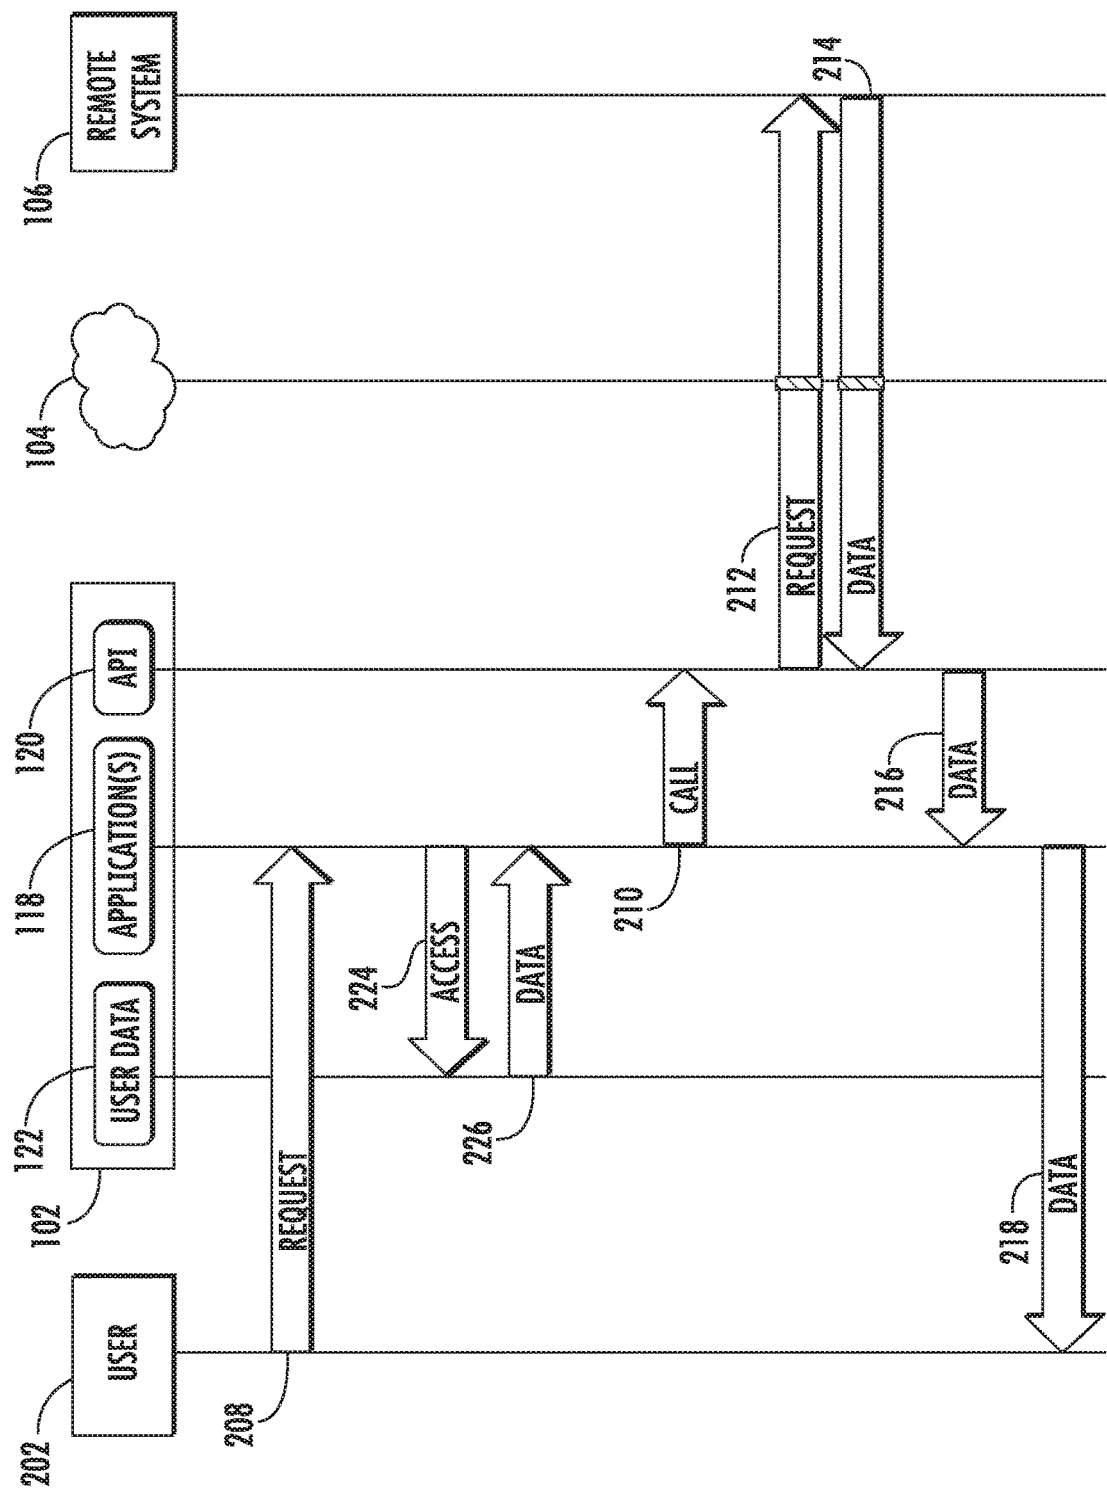 202
USER
102
122
USER DATA
118
APPLICATION(S)
120
API
104
106
REMOTE
SYSTEM
208
REQUEST
224
ACCESS
226
DATA
210
CALL
212
REQUEST
214
DATA
216
DATA
218
DATA